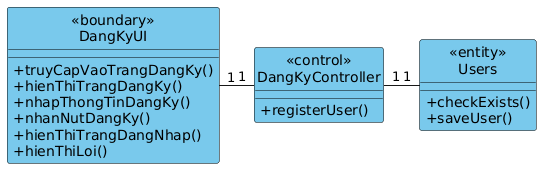 «boundary»
DangKyUI
+truyCapVaoTrangDangKy()
+hienThiTrangDangKy()
+nhapThongTinDangKy()
+nhanNutDangKy()
+hienThiTrangDangNhap()
+hienThiLoi()
1 1
«control»
DangKyController
+registerUser()
1 1
«entity»
Users
+checkExists()
+saveUser()